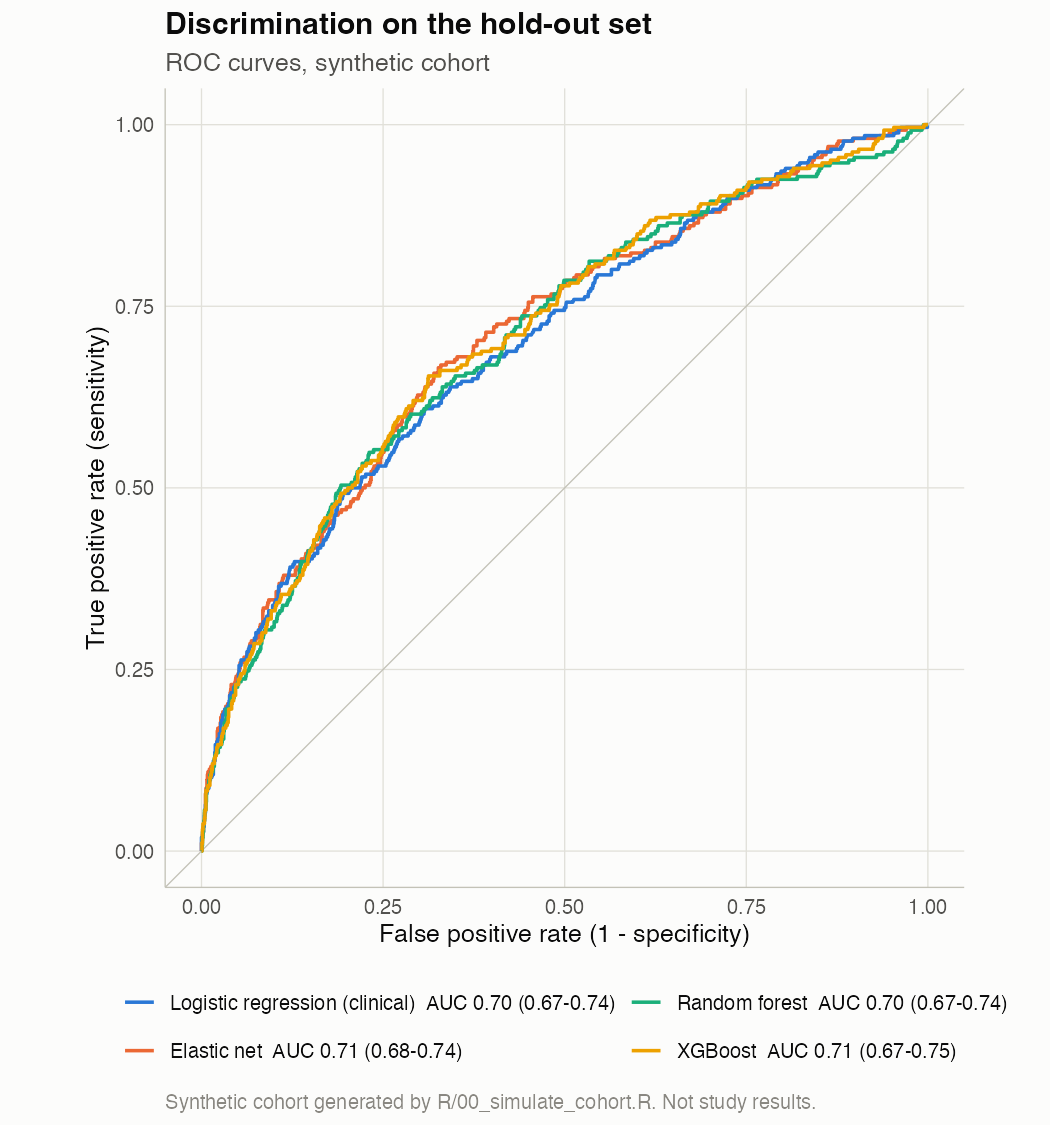 Discrimination on the hold-out set
ROC curves, synthetic cohort
1.00
0.75
0.50
0.25
0.00
True positive rate (sensitivity)
0.00 0.25 0.50 0.75 1.00
False positive rate (1 - specificity)
Logistic regression (clinical) AUC 0.70 (0.67-0.74) Random forest AUC 0.70 (0.67-0.74)
Elastic net AUC 0.71 (0.68-0.74) XGBoost AUC 0.71 (0.67-0.75)
Synthetic cohort generated by R/00_simulate_cohort.R. Not study results.